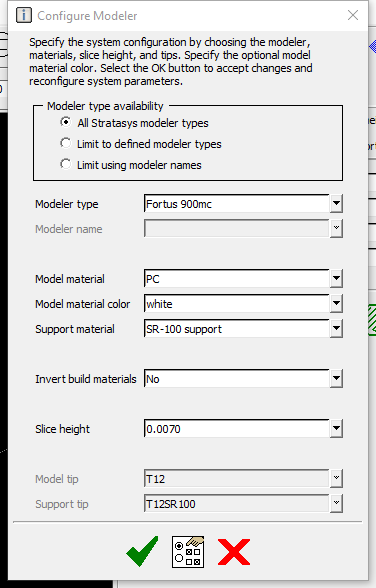 Configure Modeler
Specify the system configuration by choosing the modeler,
materials, slice height, and tips. Specify the optional model
material color. Select the OK button to accept changes and
reconfigure system parameters.
Modeler type availability
All Stratasys modeler types
Limit to defined modeler types
Limit using modeler names
Modeler type Fortus 900mc
Modeler name
Model material PC
Model material color white
Support material SR-100 support
Invert build materials No
Slice height 0.0070
Model tip T12
Support tip T12SR100